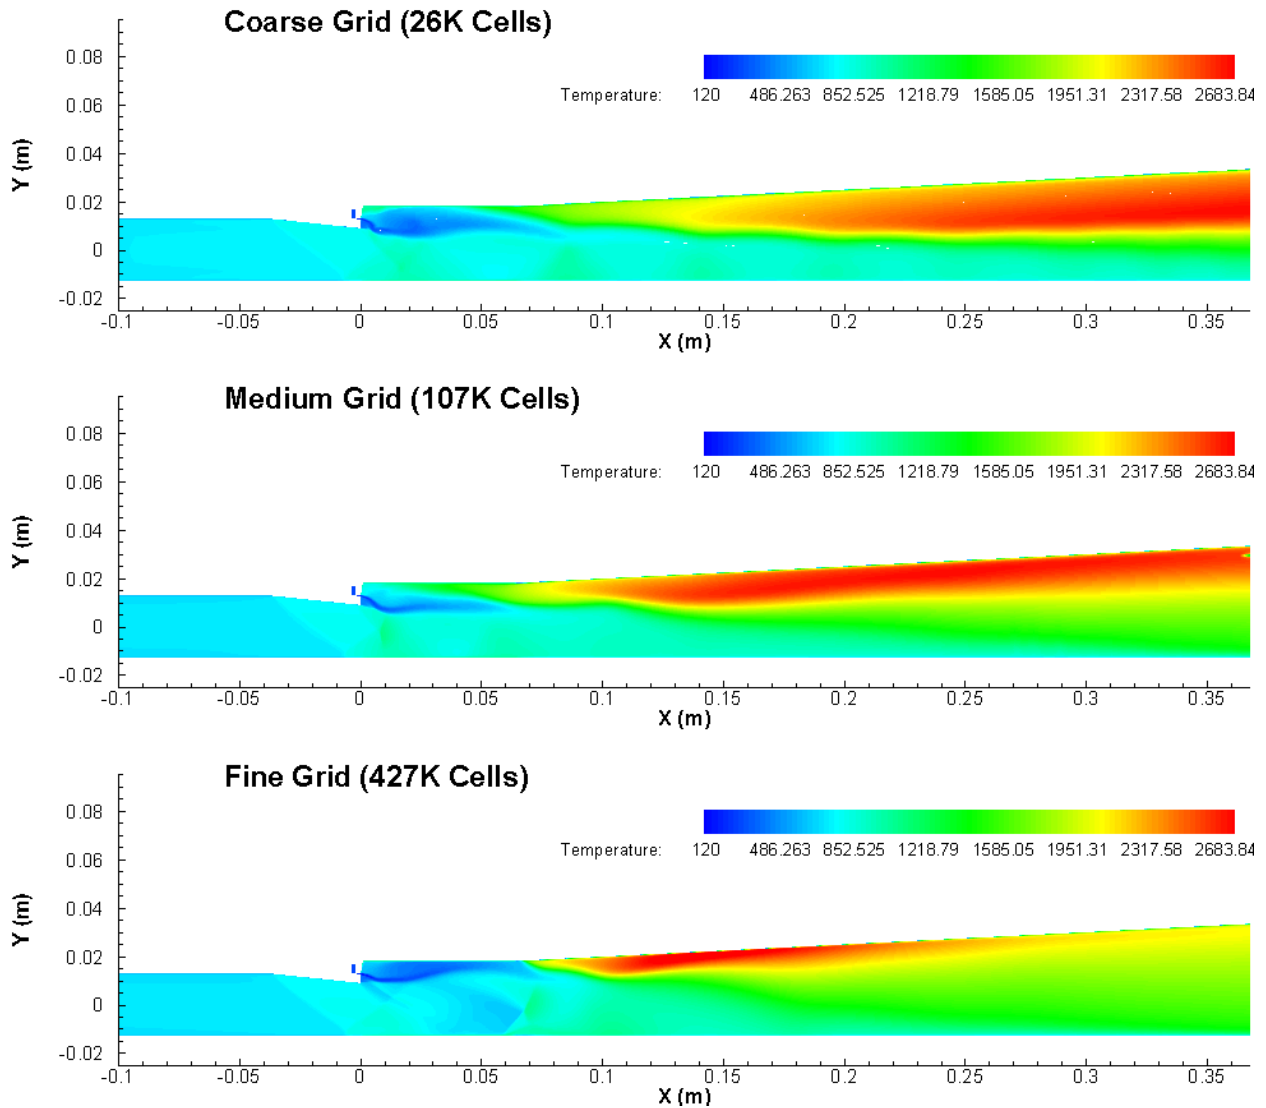 Coarse Grid (26K Cells)
0.08
Temperature: 120 486.263 852.525 1218.79 1585.05 1951.31 2317.58 2683.84
0.06
Y (m)
0.04
0.02
0
-0.02
-0.1 -0.05 0 0.05 0.1 0.15 0.2 0.25 0.3 0.35
X (m)
Medium Grid (107K Cells)
0.08
Temperature: 120 486.263 852.525 1218.79 1585.05 1951.31 2317.58 2683.84
0.06
Y (m)
0.04
0.02
0
-0.02
-0.1 -0.05 0 0.05 0.1 0.15 0.2 0.25 0.3 0.35
X (m)
Fine Grid (427K Cells)
0.08
Temperature: 120 486.263 852.525 1218.79 1585.05 1951.31 2317.58 2683.84
0.06
Y (m)
0.04
0.02
0
-0.02
-0.1 -0.05 0 0.05 0.1 0.15 0.2 0.25 0.3 0.35
X (m)